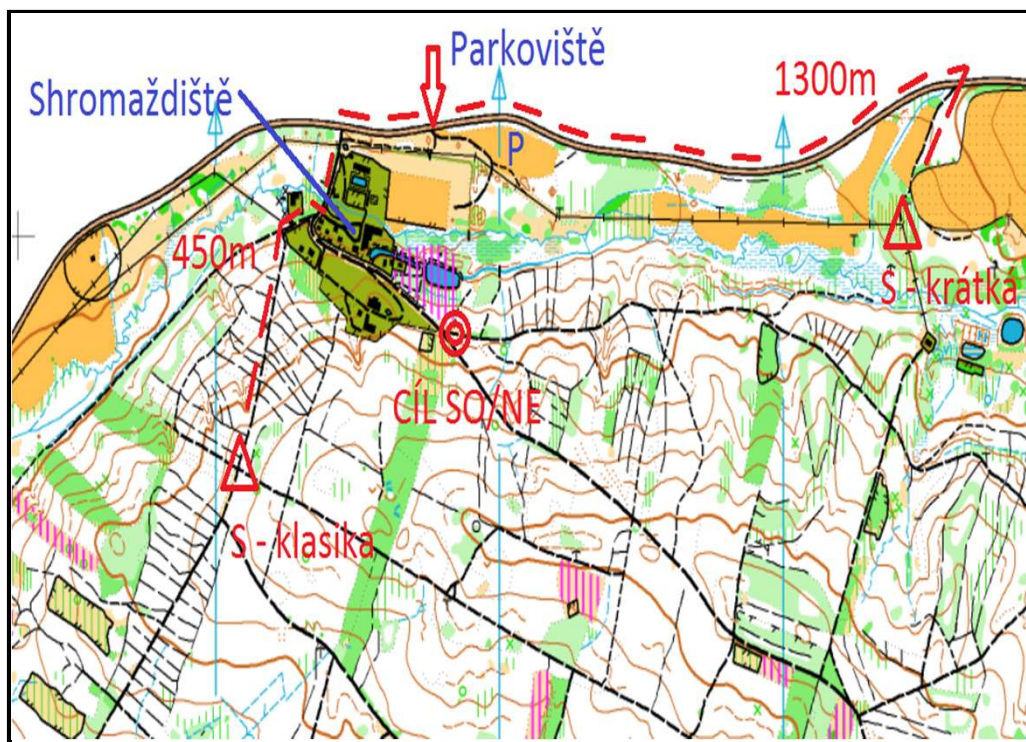 Parkoviště
1300m
Shromaždiště
P
450m
S - krátká
CÍL SO/NE
S - klasika